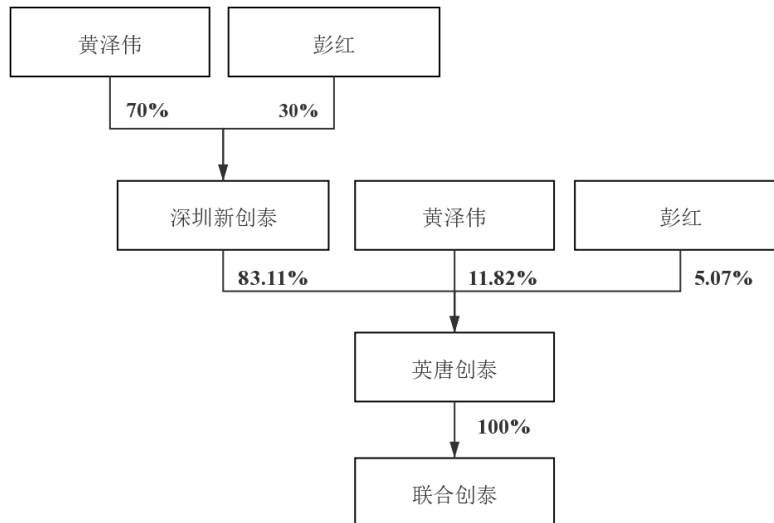 黄泽伟
彭红
70%
30%
深圳新创泰
黄泽伟
彭红
83.11%
11.82%
5.07%
英唐创泰
100%
联合创泰